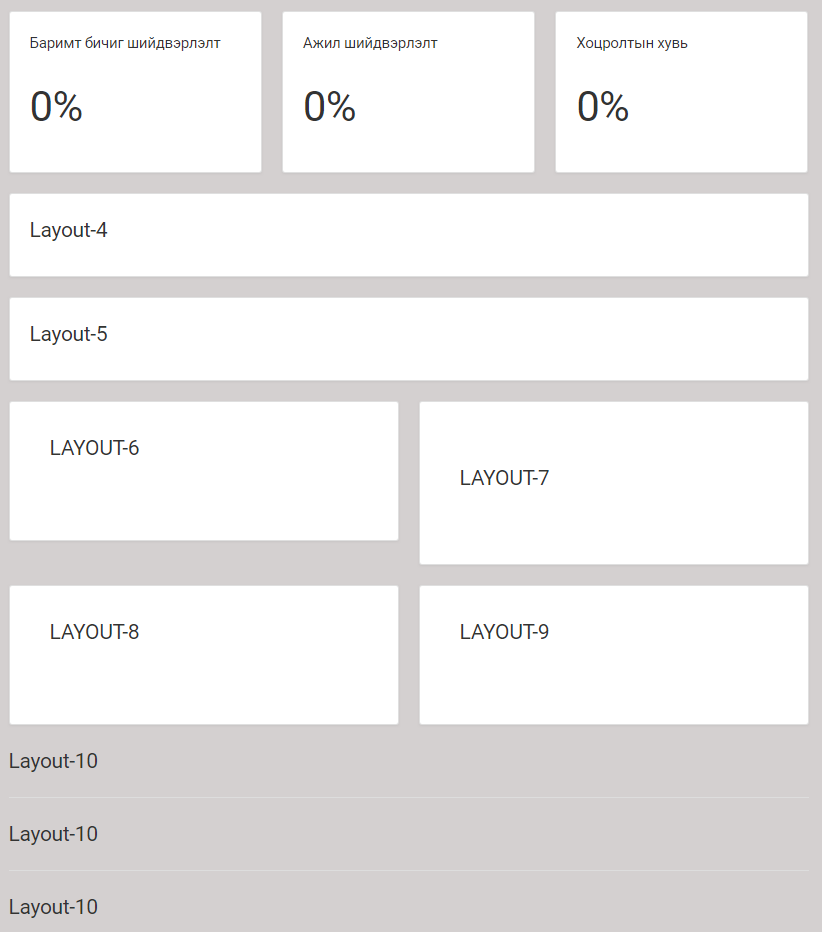 Баримт бичиг шийдвэрлэлт
Ажил шийдвэрлэлт
Хоцролтын хувь
0%
0%
0%
Layout-4
Layout-5
LAYOUT-6
LAYOUT-7
LAYOUT-8
LAYOUT-9
Layout-10
Layout-10
Layout-10